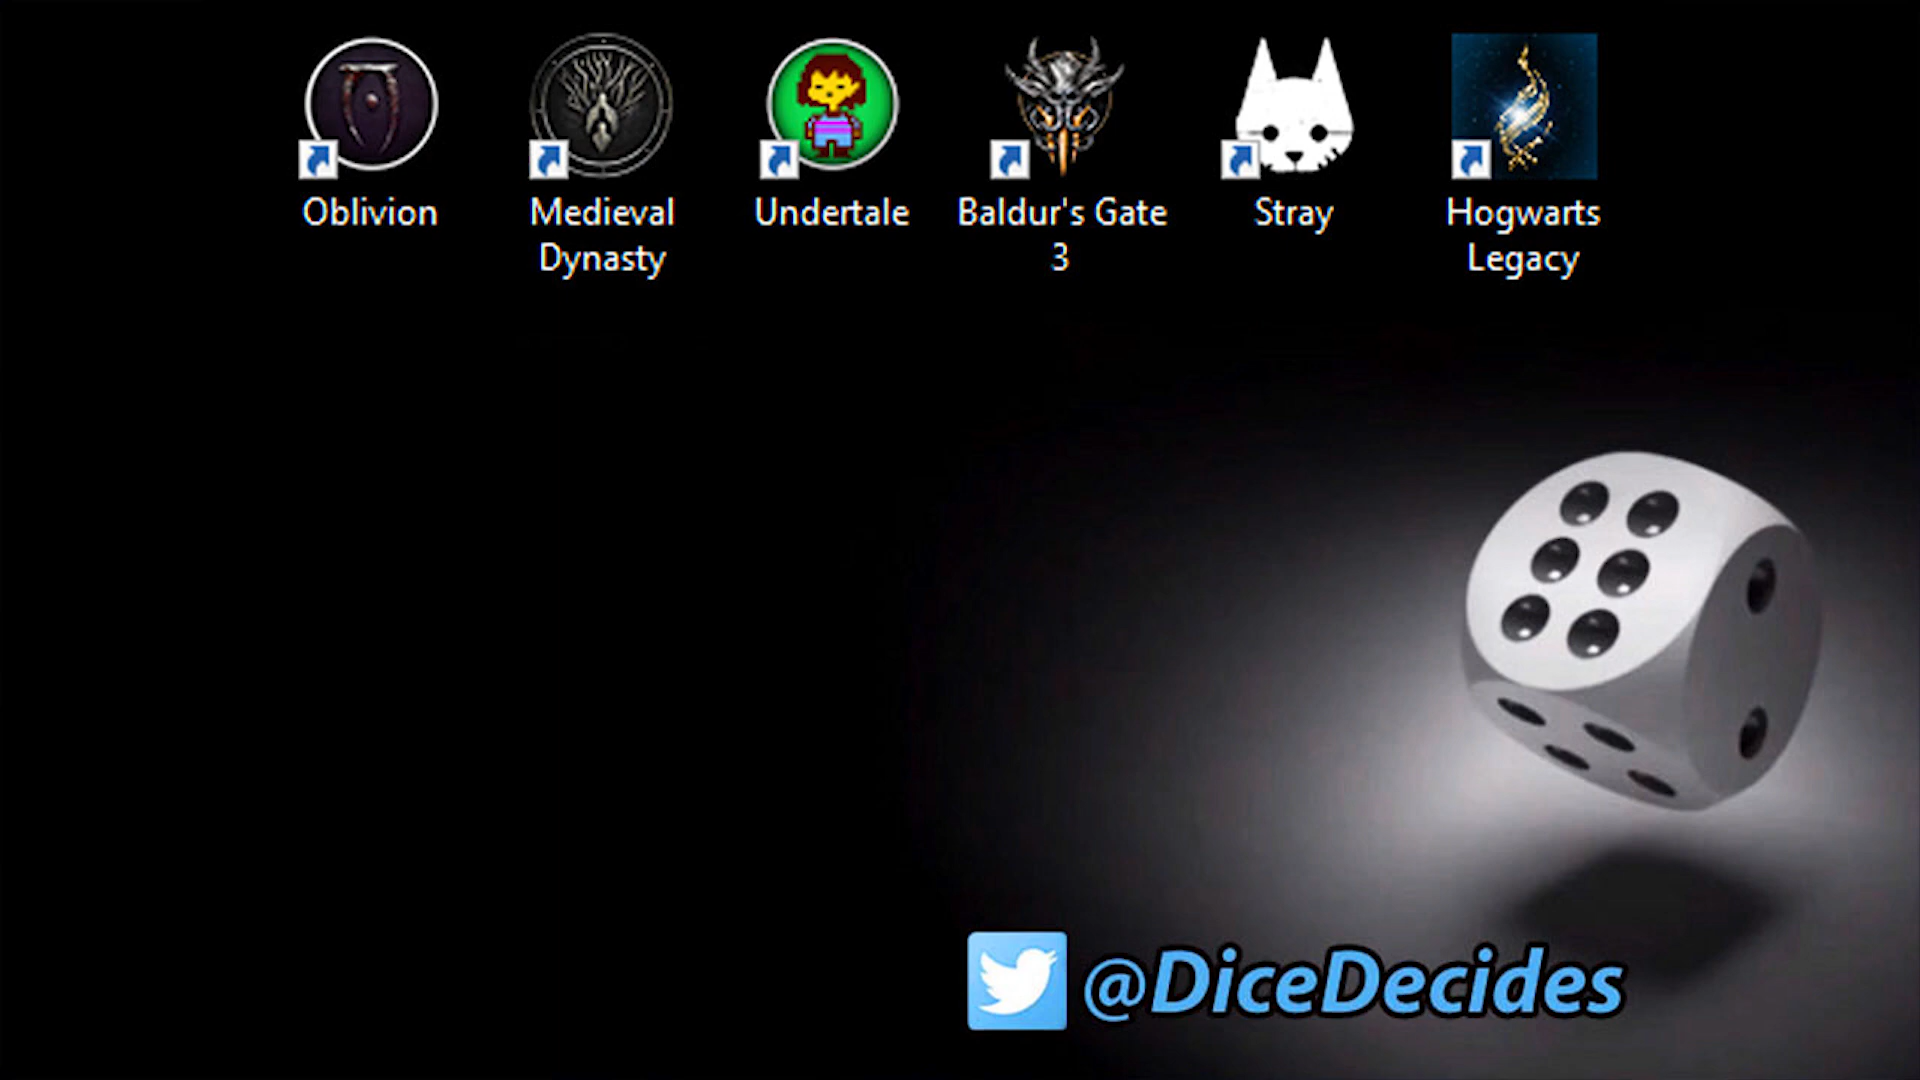 Oblivion
Medieval
Dynasty
Undertale
Baldur's Gate
3
Stray
Hogwarts
Legacy
@DiceDecides